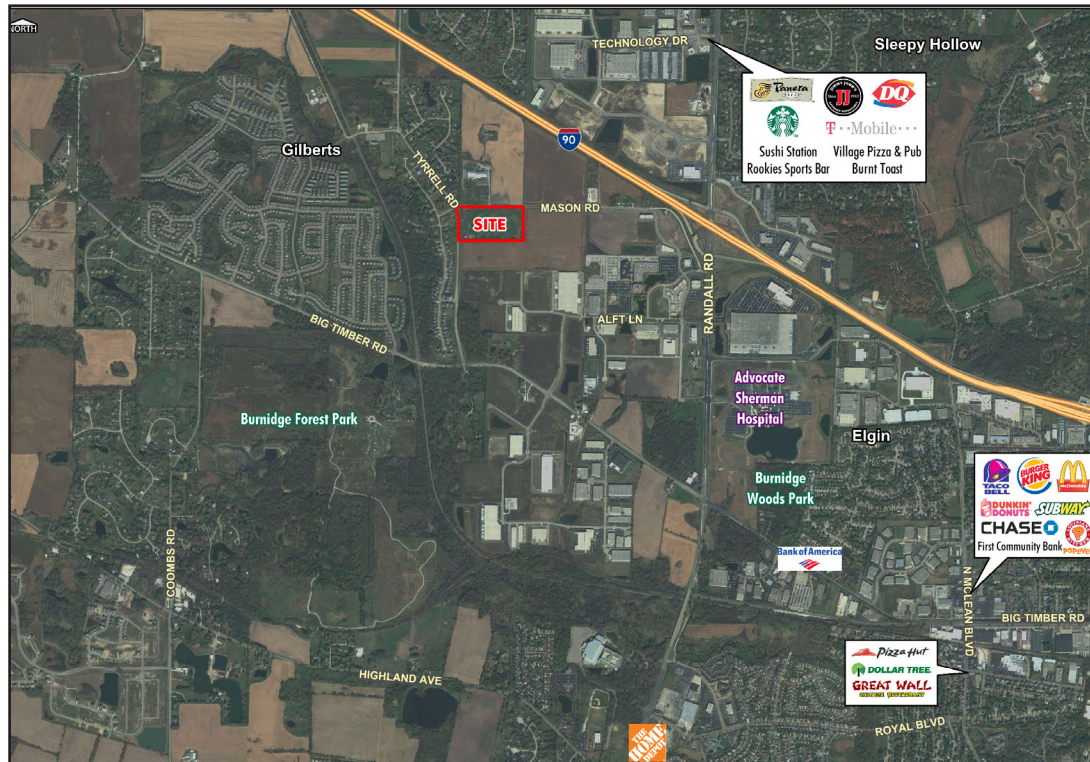 NORTH
TECHNOLOGY DR
Sleepy Hollow
Panera
JIMMY JOHN'S
JJ
DQ
T··Mobile···
Sushi Station
Village Pizza & Pub
Rookies Sports Bar
Burnt Toast
90
Gilberts
TYRRELL RD
SITE
MASON RD
RANDALL RD
BIG TIMBER RD
ALFT LN
Advocate
Sherman
Hospital
Burnidge Forest Park
Elgin
Burnidge
Woods Park
TACO
BELL
BURGER
KING
McDonald's
DUNKIN'
DONUTS
SUBWAY
CHASE
First Community Bank
POPEYES
Bank of America
COOMBS RD
N MCLEAN BLVD
BIG TIMBER RD
Pizza Hut
DOLLAR TREE
GREAT WALL
CHINESE RESTAURANT
HIGHLAND AVE
ROYAL BLVD
THE
HOME
DEPOT